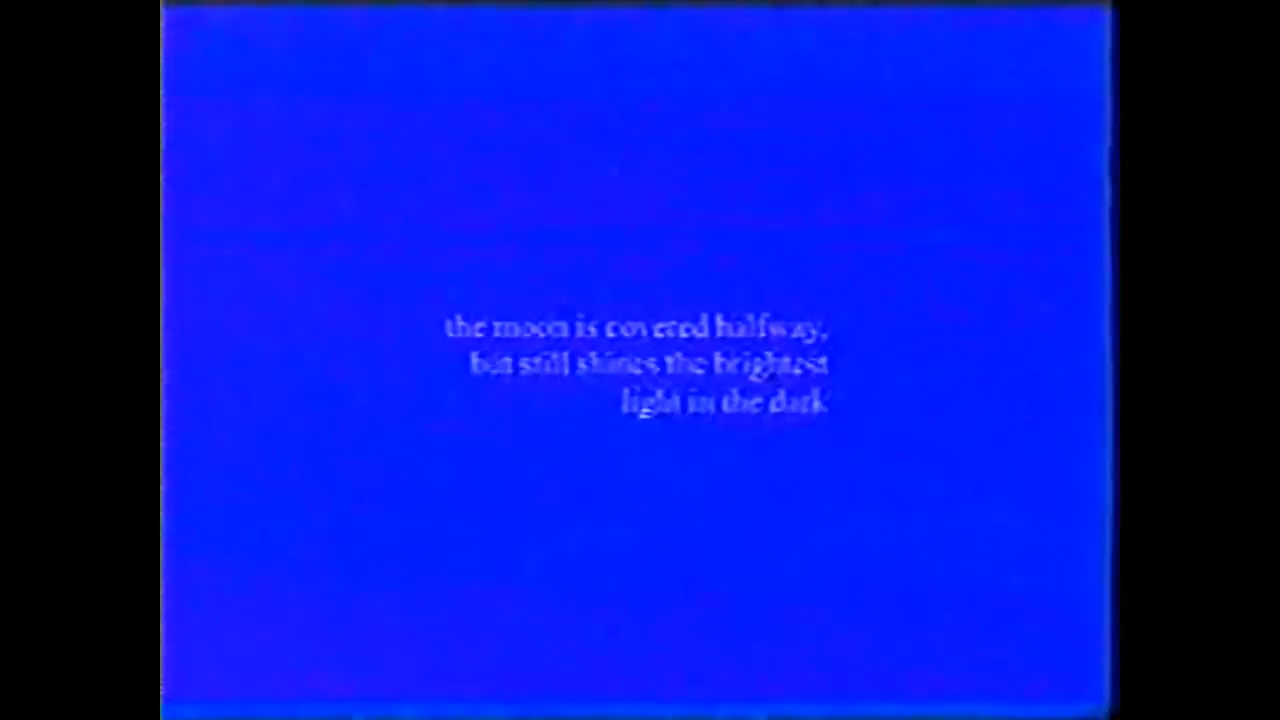 the moon is covered halfway,
but still shines the brightest
light in the dark